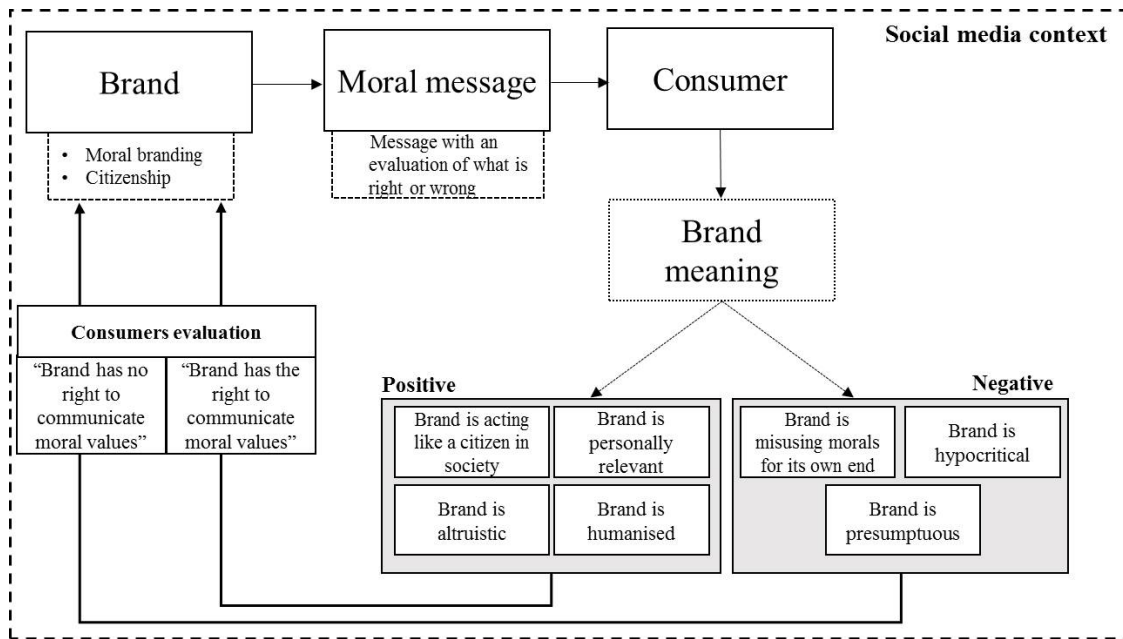 Social media context
Brand
Moral message
Consumer
• Moral branding
• Citizenship
Message with an
evaluation of what is
right or wrong
Brand
meaning
Consumers evaluation
“Brand has no
right to
communicate
moral values”
“Brand has the
right to
communicate
moral values”
Positive
Brand is acting
like a citizen in
society
Brand is
personally
relevant
Brand is
altruistic
Brand is
humanised
Negative
Brand is
misusing morals
for its own end
Brand is
hypocritical
Brand is
presumptuous